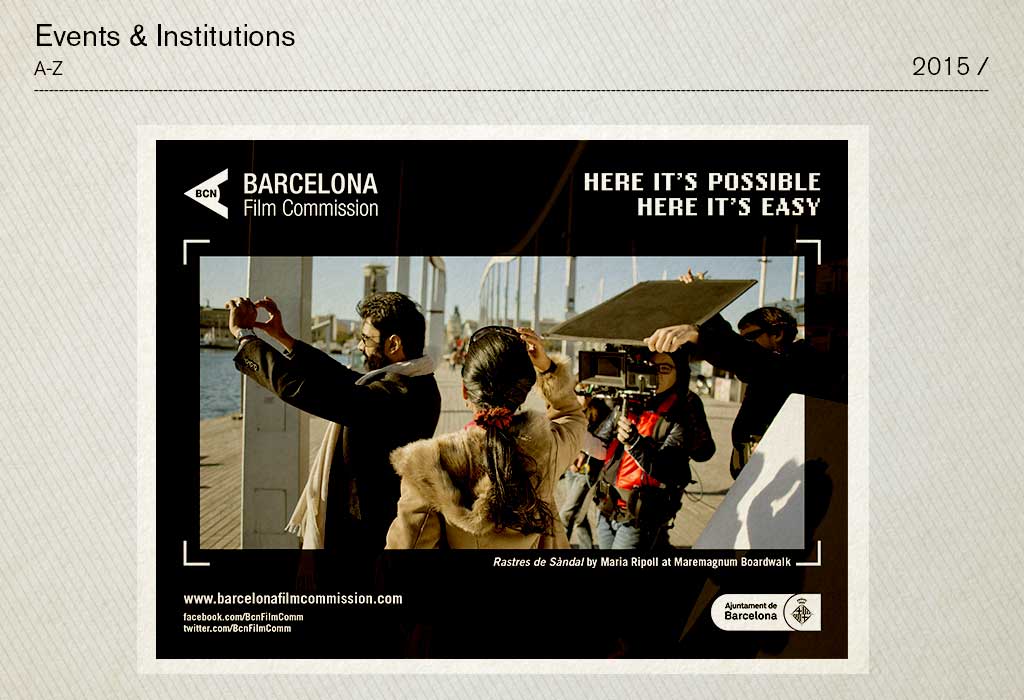 Events & Institutions
A-Z
2015 /
BCN
BARCELONA
Film Commission
HERE IT'S POSSIBLE
HERE IT'S EASY
Rastres de Sàndal by Maria Ripoll at Maremagnum Boardwalk
www.barcelonafilmcommission.com
facebook.com/BcnFilmComm
twitter.com/BcnFilmComm
Ajuntament de
Barcelona